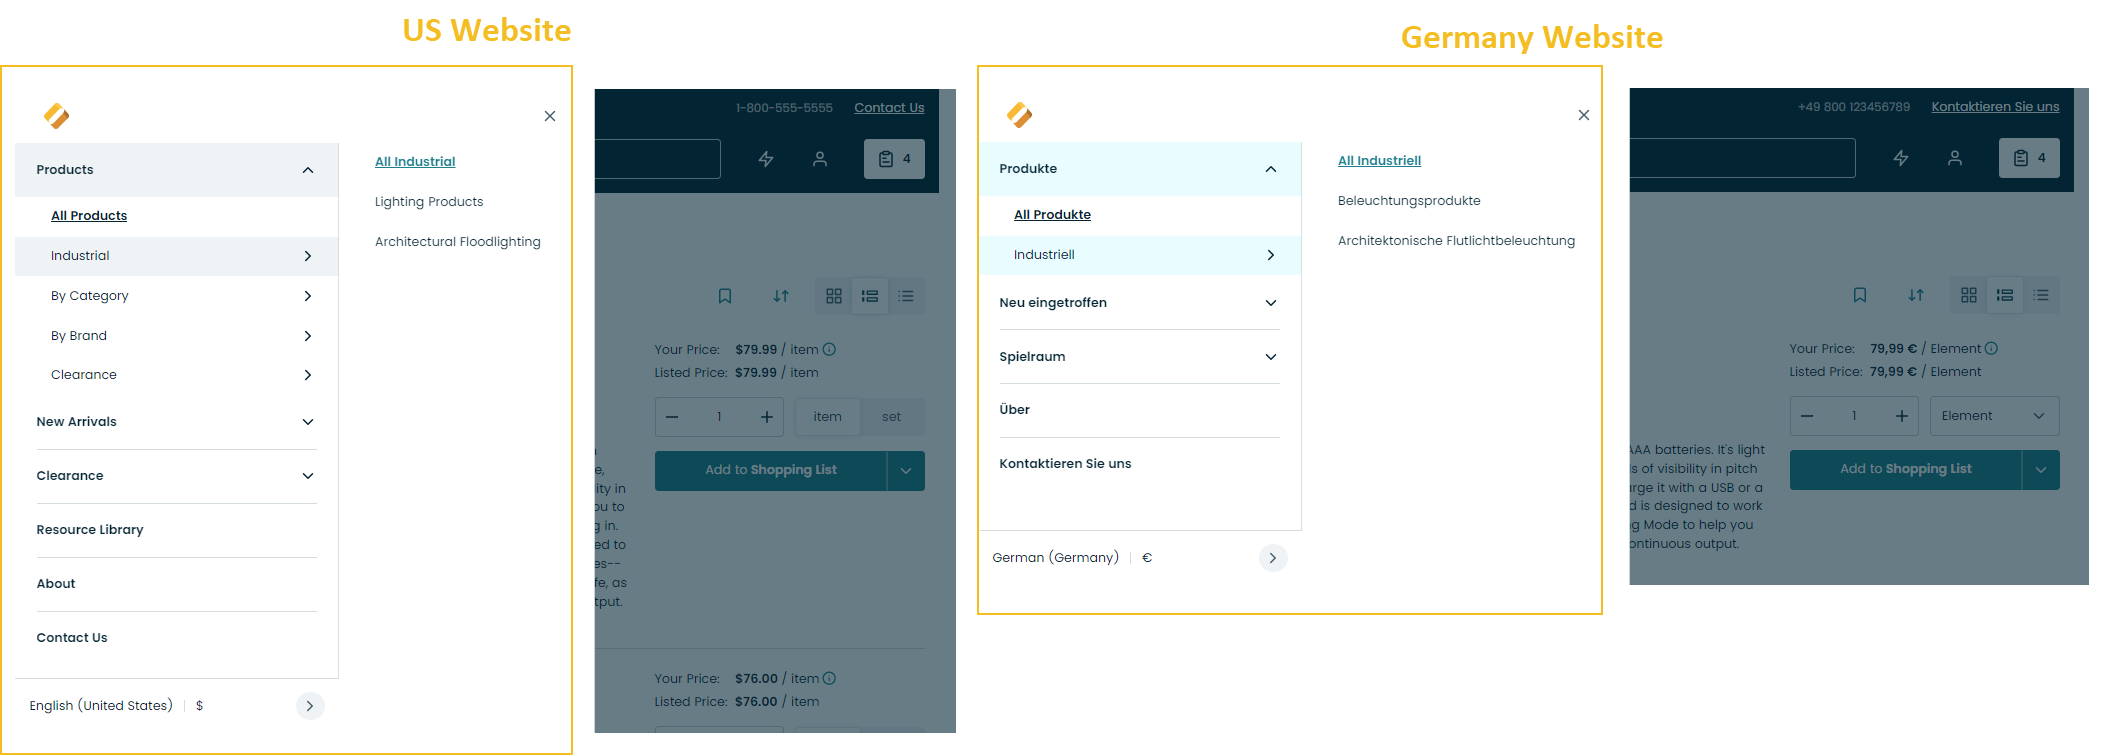 US Website
Germany Website
Products
All Products
Industrial
By Category
By Brand
Clearance
New Arrivals
Clearance
Resource Library
About
Contact Us
English (United States) | $
All Industrial
Lighting Products
Architectural Floodlighting
1-800-555-5555 Contact Us
4
Your Price: $79.99 / item
Listed Price: $79.99 / item
1 item set
Add to Shopping List
ity in
ou to
g in.
ed to
es--
fe, as
tput.
Your Price: $76.00 / item
Listed Price: $76.00 / item
Produkte
All Produkte
Industriell
Neu eingetroffen
Spielraum
Über
Kontaktieren Sie uns
German (Germany) | €
All Industriell
Beleuchtungsprodukte
Architektonische Flutlichtbeleuchtung
+49 800 123456789 Kontaktieren Sie uns
4
Your Price: 79,99 € / Element
Listed Price: 79,99 € / Element
1 Element
Add to Shopping List
AAA batteries. It's light
ls of visibility in pitch
arge it with a USB or a
d is designed to work
g Mode to help you
ontinuous output.